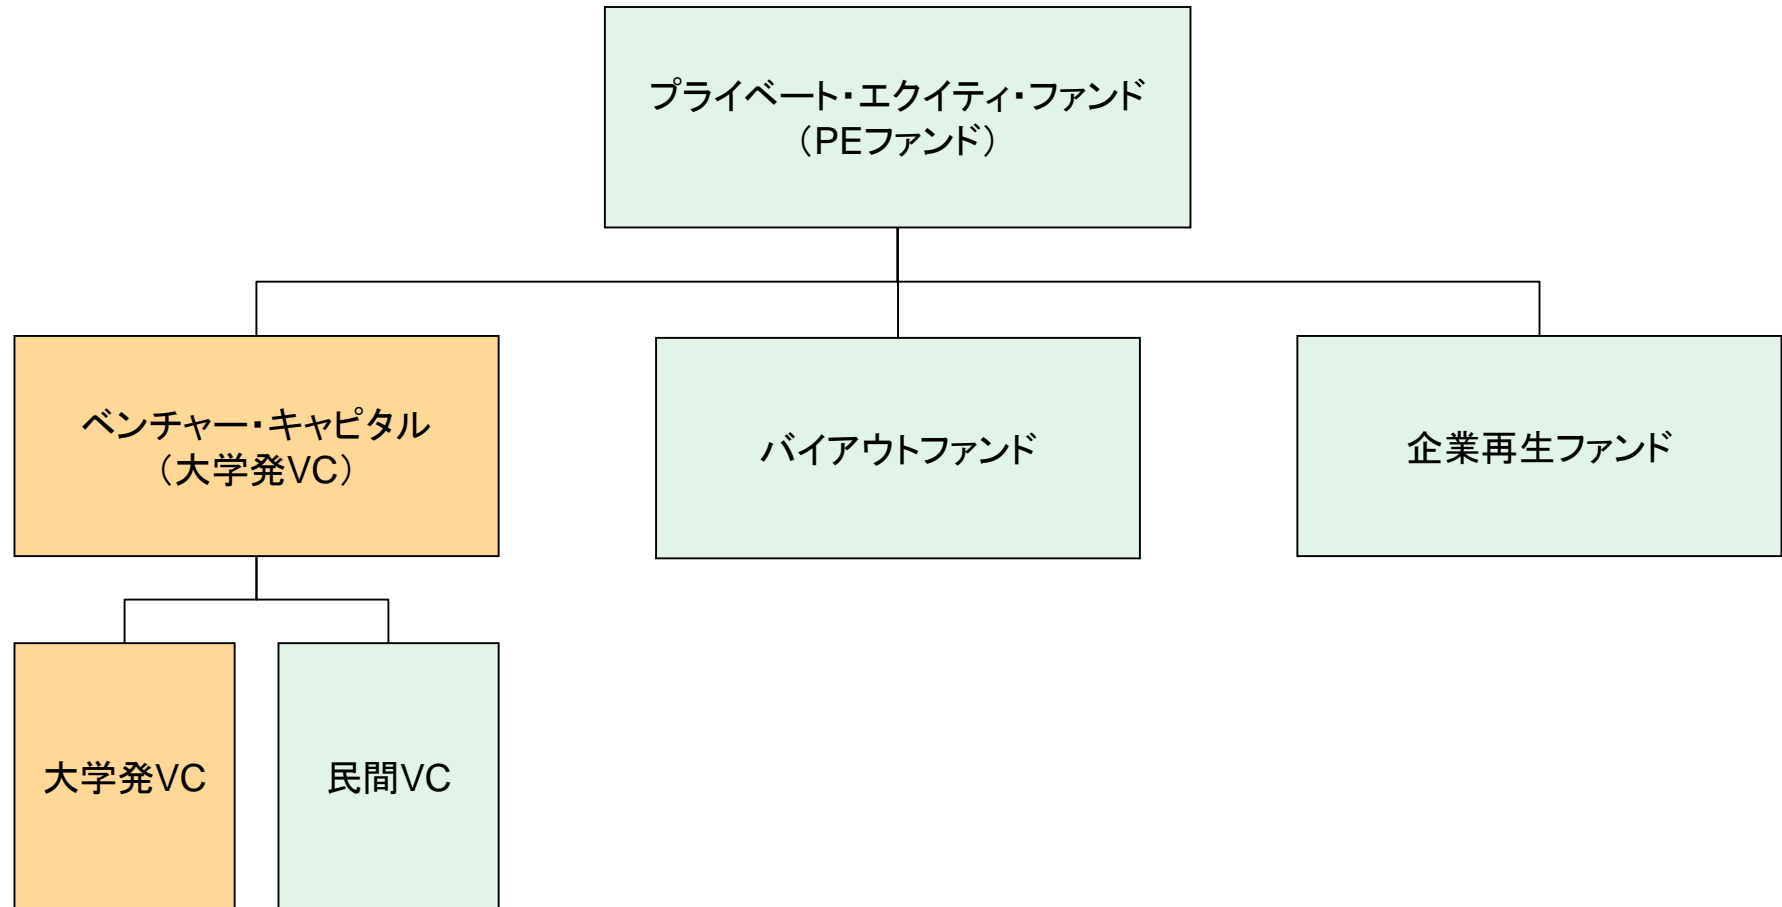 プライベート・エクイティ・ファンド
（PEファンド）
ベンチャー・キャピタル
（大学発VC）
バイアウトファンド
企業再生ファンド
大学発VC
民間VC